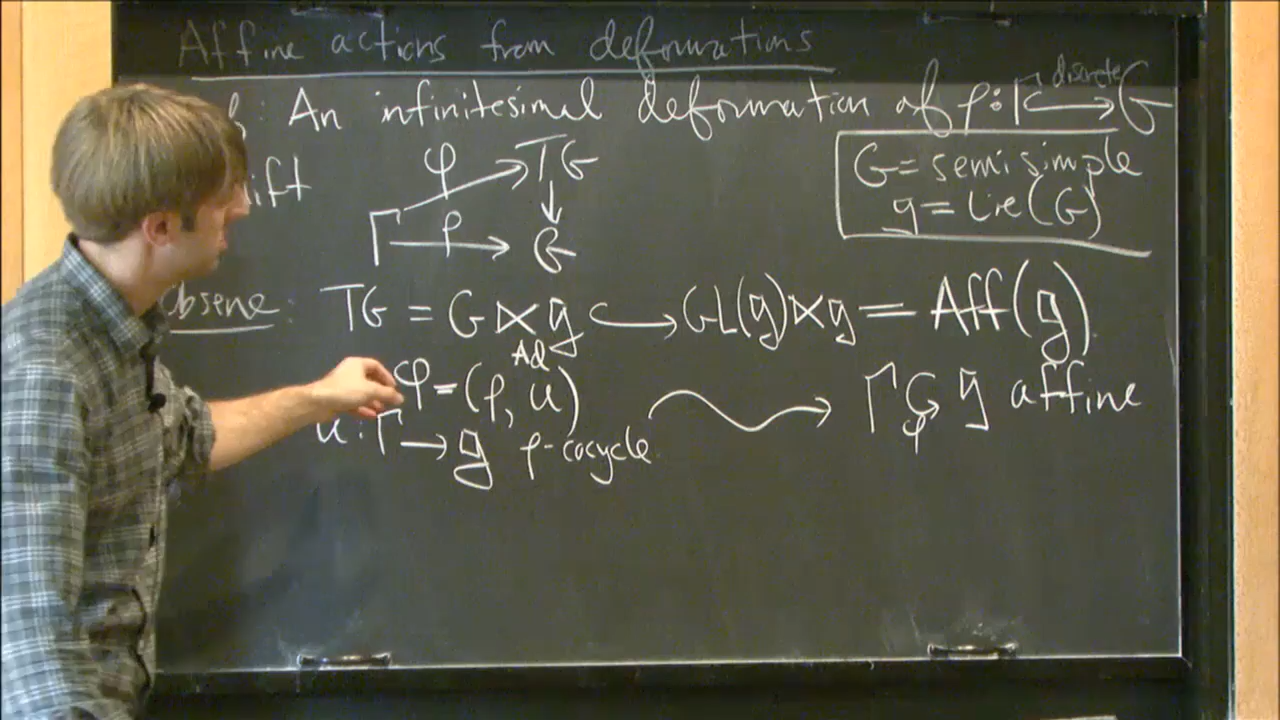 Affine actions from deformations
: An infinitesimal deformation of ρ: Γ ↪ G
discrete
G = semisimple
𝔤 = Lie(G)
φ TG
Γ ρ → G
Observe: TG = G ⋉ 𝔤 ↪ GL(𝔤) ⋉ 𝔤 = Aff(𝔤)
Ad
φ = (ρ, u) ⇝ Γ ↻ 𝔤 affine
φ
u: Γ → 𝔤 ρ-cocycle